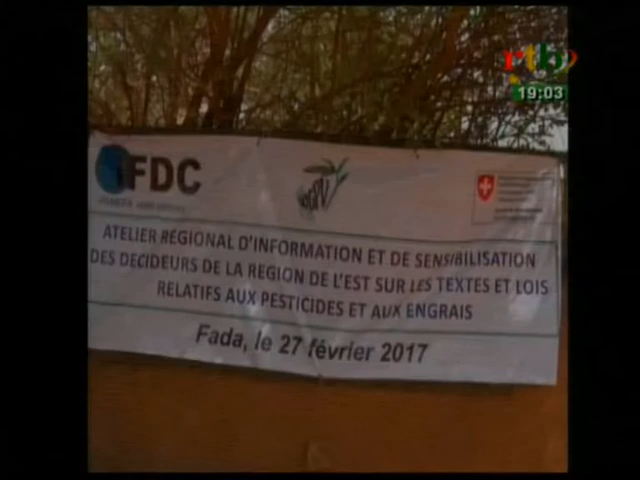 rtb
19:03
IFDC
ATELIER RÉGIONAL D'INFORMATION ET DE SENSIBILISATION
DES DECIDEURS DE LA REGION DE L'EST SUR LES TEXTES ET LOIS
RELATIFS AUX PESTICIDES ET AUX ENGRAIS
Fada, le 27 février 2017